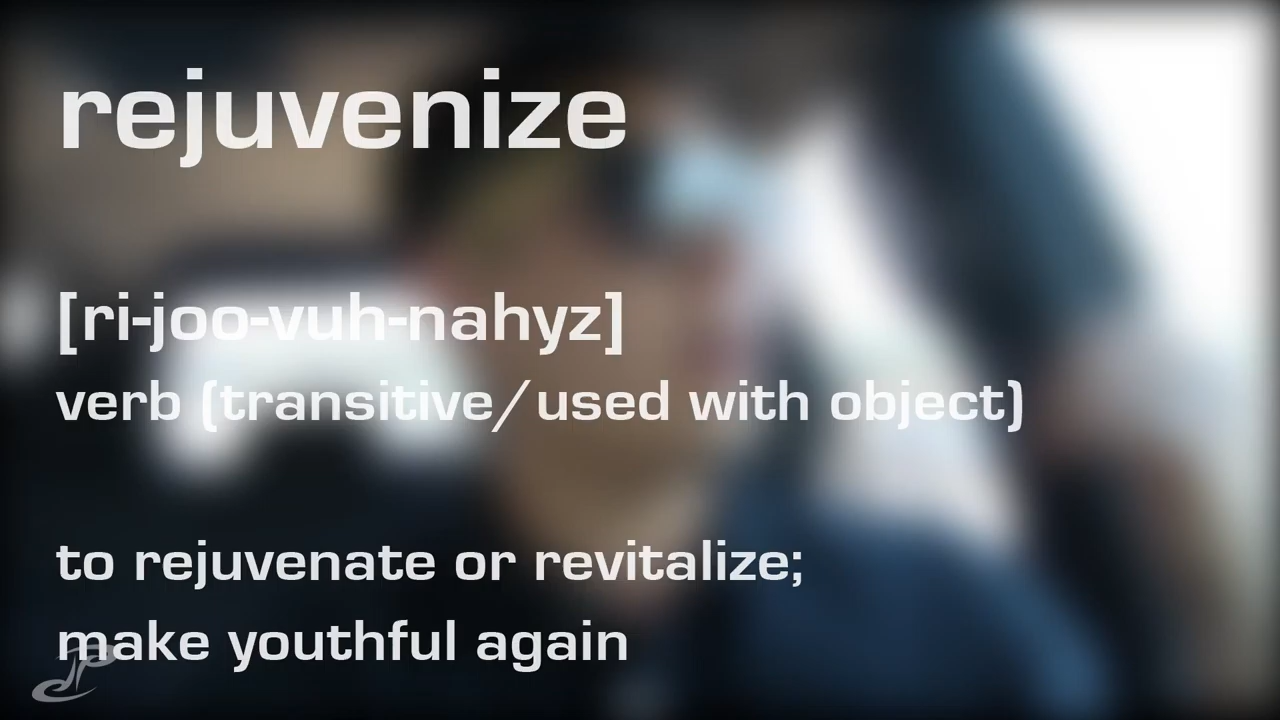 rejuvenize
[ri-joo-vuh-nahyz]
verb (transitive/used with object)
to rejuvenate or revitalize;
make youthful again